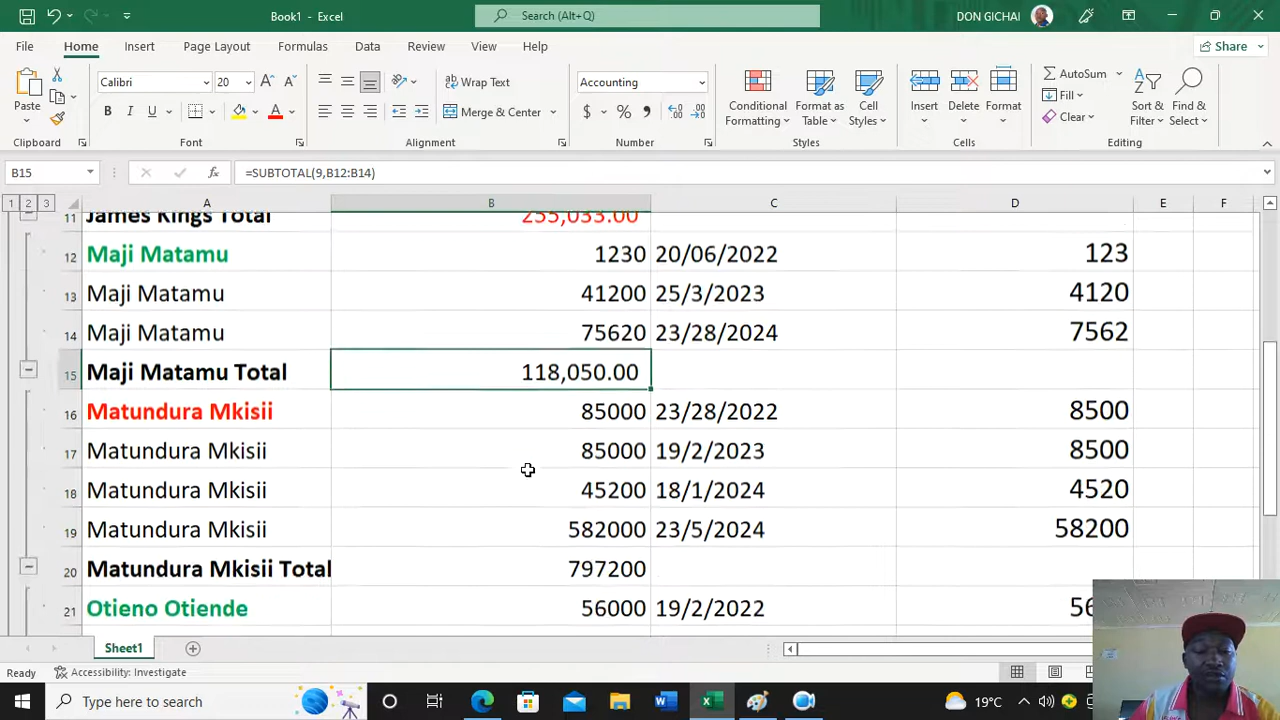 Book1 - Excel
Search (Alt+Q)
DON GICHAI
File Home Insert Page Layout Formulas Data Review View Help Share
Paste
Clipboard
Calibri 20
B I U
Font
Wrap Text
Merge & Center
Alignment
Accounting
$ % ,
Number
Conditional Formatting
Format as Table
Cell Styles
Styles
Insert Delete Format
Cells
AutoSum
Fill
Clear
Sort & Filter
Find & Select
Editing
B15 fx =SUBTOTAL(9,B12:B14)
1 2 3 A B C D E F
11 James Kings Total 255,033.00
12 Maji Matamu 1230 20/06/2022 123
13 Maji Matamu 41200 25/3/2023 4120
14 Maji Matamu 75620 23/28/2024 7562
15 Maji Matamu Total 118,050.00
16 Matundura Mkisii 85000 23/28/2022 8500
17 Matundura Mkisii 85000 19/2/2023 8500
18 Matundura Mkisii 45200 18/1/2024 4520
19 Matundura Mkisii 582000 23/5/2024 58200
20 Matundura Mkisii Total 797200
21 Otieno Otiende 56000 19/2/2022
Sheet1
Ready Accessibility: Investigate
Type here to search 19°C